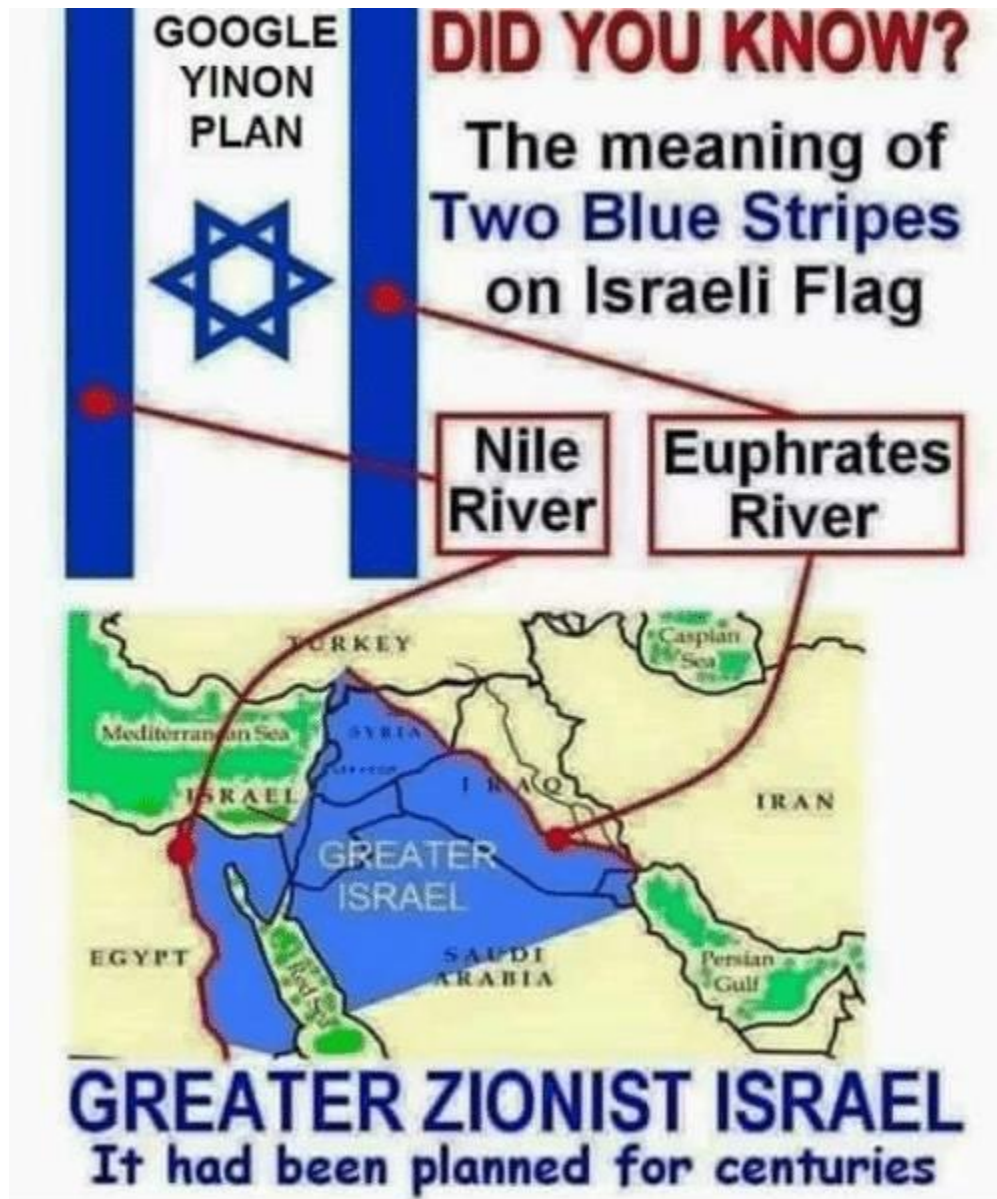 GOOGLE
YINON
PLAN
DID YOU KNOW?
The meaning of
Two Blue Stripes
on Israeli Flag
Nile
River
Euphrates
River
TURKEY
Caspian
Sea
Mediterranean Sea
SYRIA
IRAQ
ISRAEL
IRAN
GREATER
ISRAEL
EGYPT
SAUDI
ARABIA
Red Sea
Persian
Gulf
GREATER ZIONIST ISRAEL
It had been planned for centuries